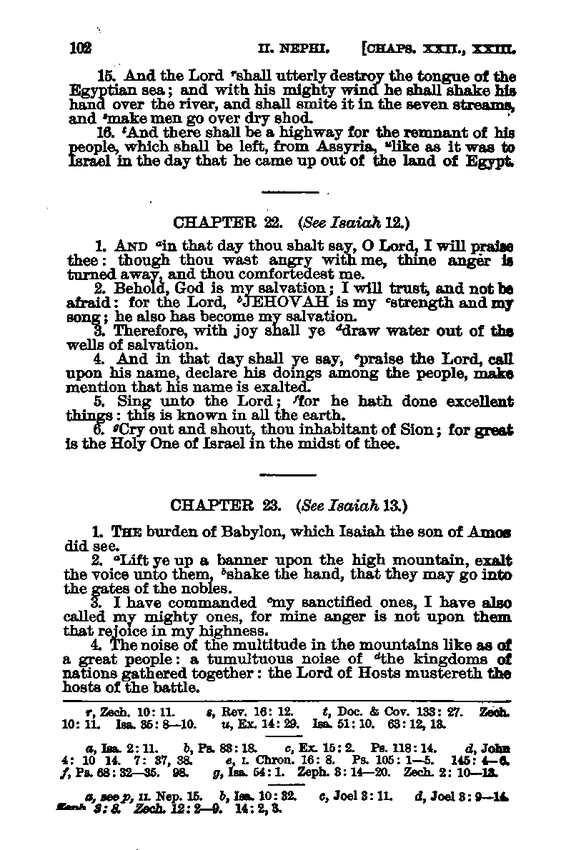 102 II. NEPHI. [CHAPS. XXII., XXIII.
15. And the Lord ʳshall utterly destroy the tongue of the
Egyptian sea; and with his mighty wind he shall shake his
hand over the river, and shall smite it in the seven streams,
and ˢmake men go over dry shod.
16. ᵗAnd there shall be a highway for the remnant of his
people, which shall be left, from Assyria, ᵘlike as it was to
Israel in the day that he came up out of the land of Egypt.
CHAPTER 22. (See Isaiah 12.)
1. AND ᵃin that day thou shalt say, O Lord, I will praise
thee: though thou wast angry with me, thine anger is
turned away, and thou comfortedest me.
2. Behold, God is my salvation; I will trust, and not be
afraid: for the Lord, ᵇJEHOVAH is my ᶜstrength and my
song; he also has become my salvation.
3. Therefore, with joy shall ye ᵈdraw water out of the
wells of salvation.
4. And in that day shall ye say, ᵉpraise the Lord, call
upon his name, declare his doings among the people, make
mention that his name is exalted.
5. Sing unto the Lord; ᶠfor he hath done excellent
things: this is known in all the earth.
6. ᵍCry out and shout, thou inhabitant of Sion; for great
is the Holy One of Israel in the midst of thee.
CHAPTER 23. (See Isaiah 13.)
1. THE burden of Babylon, which Isaiah the son of Amos
did see.
2. ᵃLift ye up a banner upon the high mountain, exalt
the voice unto them, ᵇshake the hand, that they may go into
the gates of the nobles.
3. I have commanded ᶜmy sanctified ones, I have also
called my mighty ones, for mine anger is not upon them
that rejoice in my highness.
4. The noise of the multitude in the mountains like as of
a great people: a tumultuous noise of ᵈthe kingdoms of
nations gathered together: the Lord of Hosts mustereth the
hosts of the battle.
r, Zech. 10: 11. s, Rev. 16: 12. t, Doc. & Cov. 133: 27. Zech.
10: 11. Isa. 35: 8—10. u, Ex. 14: 29. Isa. 51: 10. 63: 12, 13.
a, Isa. 2: 11. b, Ps. 83: 18. c, Ex. 15: 2. Ps. 118: 14. d, John
4: 10 14. 7: 37, 38. e, I. Chron. 16: 8. Ps. 105: 1—5. 145: 4—6.
f, Ps. 68: 32—35. 98. g, Isa. 54: 1. Zeph. 3: 14—20. Zech. 2: 10—13.
a, see p, II. Nep. 15. b, Isa. 10: 32. c, Joel 3: 11. d, Joel 3: 9—14.
Zeph 3: 8. Zech. 12: 2—9. 14: 2, 3.